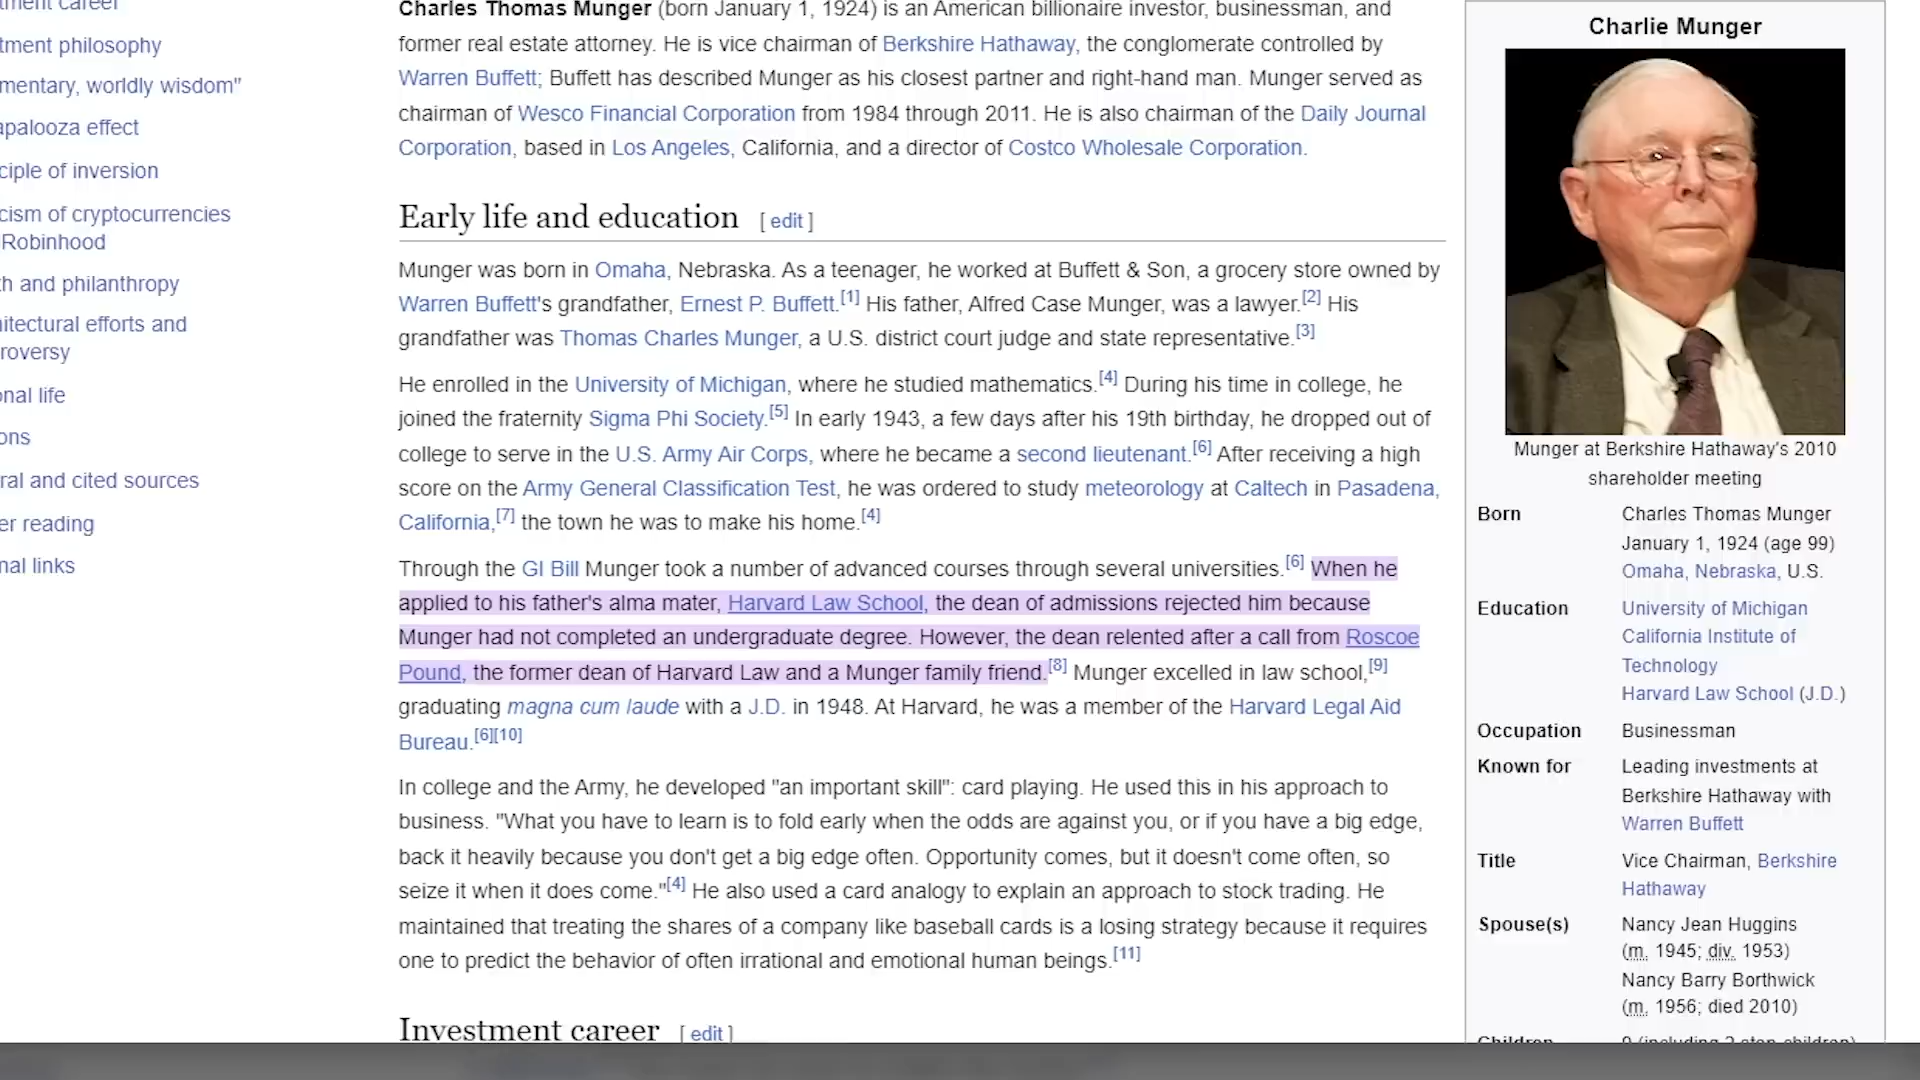 tment career
tment philosophy
mentary, worldly wisdom"
apalooza effect
ciple of inversion
cism of cryptocurrencies
Robinhood
th and philanthropy
nitectural efforts and
roversy
onal life
ons
ral and cited sources
er reading
nal links
Charles Thomas Munger (born January 1, 1924) is an American billionaire investor, businessman, and
former real estate attorney. He is vice chairman of Berkshire Hathaway, the conglomerate controlled by
Warren Buffett; Buffett has described Munger as his closest partner and right-hand man. Munger served as
chairman of Wesco Financial Corporation from 1984 through 2011. He is also chairman of the Daily Journal
Corporation, based in Los Angeles, California, and a director of Costco Wholesale Corporation.
Early life and education [ edit ]
Munger was born in Omaha, Nebraska. As a teenager, he worked at Buffett & Son, a grocery store owned by
Warren Buffett's grandfather, Ernest P. Buffett.[1] His father, Alfred Case Munger, was a lawyer.[2] His
grandfather was Thomas Charles Munger, a U.S. district court judge and state representative.[3]
He enrolled in the University of Michigan, where he studied mathematics.[4] During his time in college, he
joined the fraternity Sigma Phi Society.[5] In early 1943, a few days after his 19th birthday, he dropped out of
college to serve in the U.S. Army Air Corps, where he became a second lieutenant.[6] After receiving a high
score on the Army General Classification Test, he was ordered to study meteorology at Caltech in Pasadena,
California,[7] the town he was to make his home.[4]
Through the GI Bill Munger took a number of advanced courses through several universities.[6] When he
applied to his father's alma mater, Harvard Law School, the dean of admissions rejected him because
Munger had not completed an undergraduate degree. However, the dean relented after a call from Roscoe
Pound, the former dean of Harvard Law and a Munger family friend.[8] Munger excelled in law school,[9]
graduating magna cum laude with a J.D. in 1948. At Harvard, he was a member of the Harvard Legal Aid
Bureau.[6][10]
In college and the Army, he developed "an important skill": card playing. He used this in his approach to
business. "What you have to learn is to fold early when the odds are against you, or if you have a big edge,
back it heavily because you don't get a big edge often. Opportunity comes, but it doesn't come often, so
seize it when it does come."[4] He also used a card analogy to explain an approach to stock trading. He
maintained that treating the shares of a company like baseball cards is a losing strategy because it requires
one to predict the behavior of often irrational and emotional human beings.[11]
Investment career [ edit ]
Charlie Munger
Munger at Berkshire Hathaway's 2010
shareholder meeting
Born Charles Thomas Munger
January 1, 1924 (age 99)
Omaha, Nebraska, U.S.
Education University of Michigan
California Institute of
Technology
Harvard Law School (J.D.)
Occupation Businessman
Known for Leading investments at
Berkshire Hathaway with
Warren Buffett
Title Vice Chairman, Berkshire
Hathaway
Spouse(s) Nancy Jean Huggins
(m. 1945; div. 1953)
Nancy Barry Borthwick
(m. 1956; died 2010)
Children 9 (including 2 step-children)